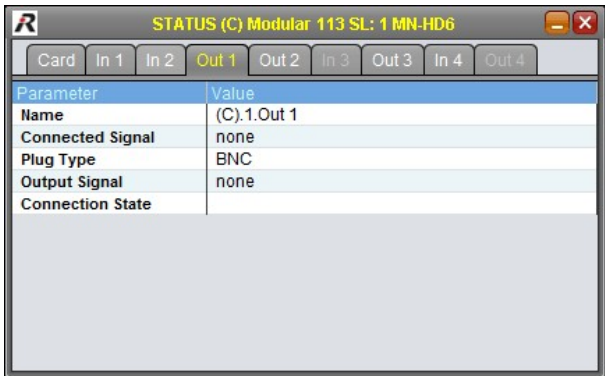 STATUS (C) Modular 113 SL: 1 MN-HD6
Card In 1 In 2 Out 1 Out 2 In 3 Out 3 In 4 Out 4
Parameter Value
Name (C).1.Out 1
Connected Signal none
Plug Type BNC
Output Signal none
Connection State